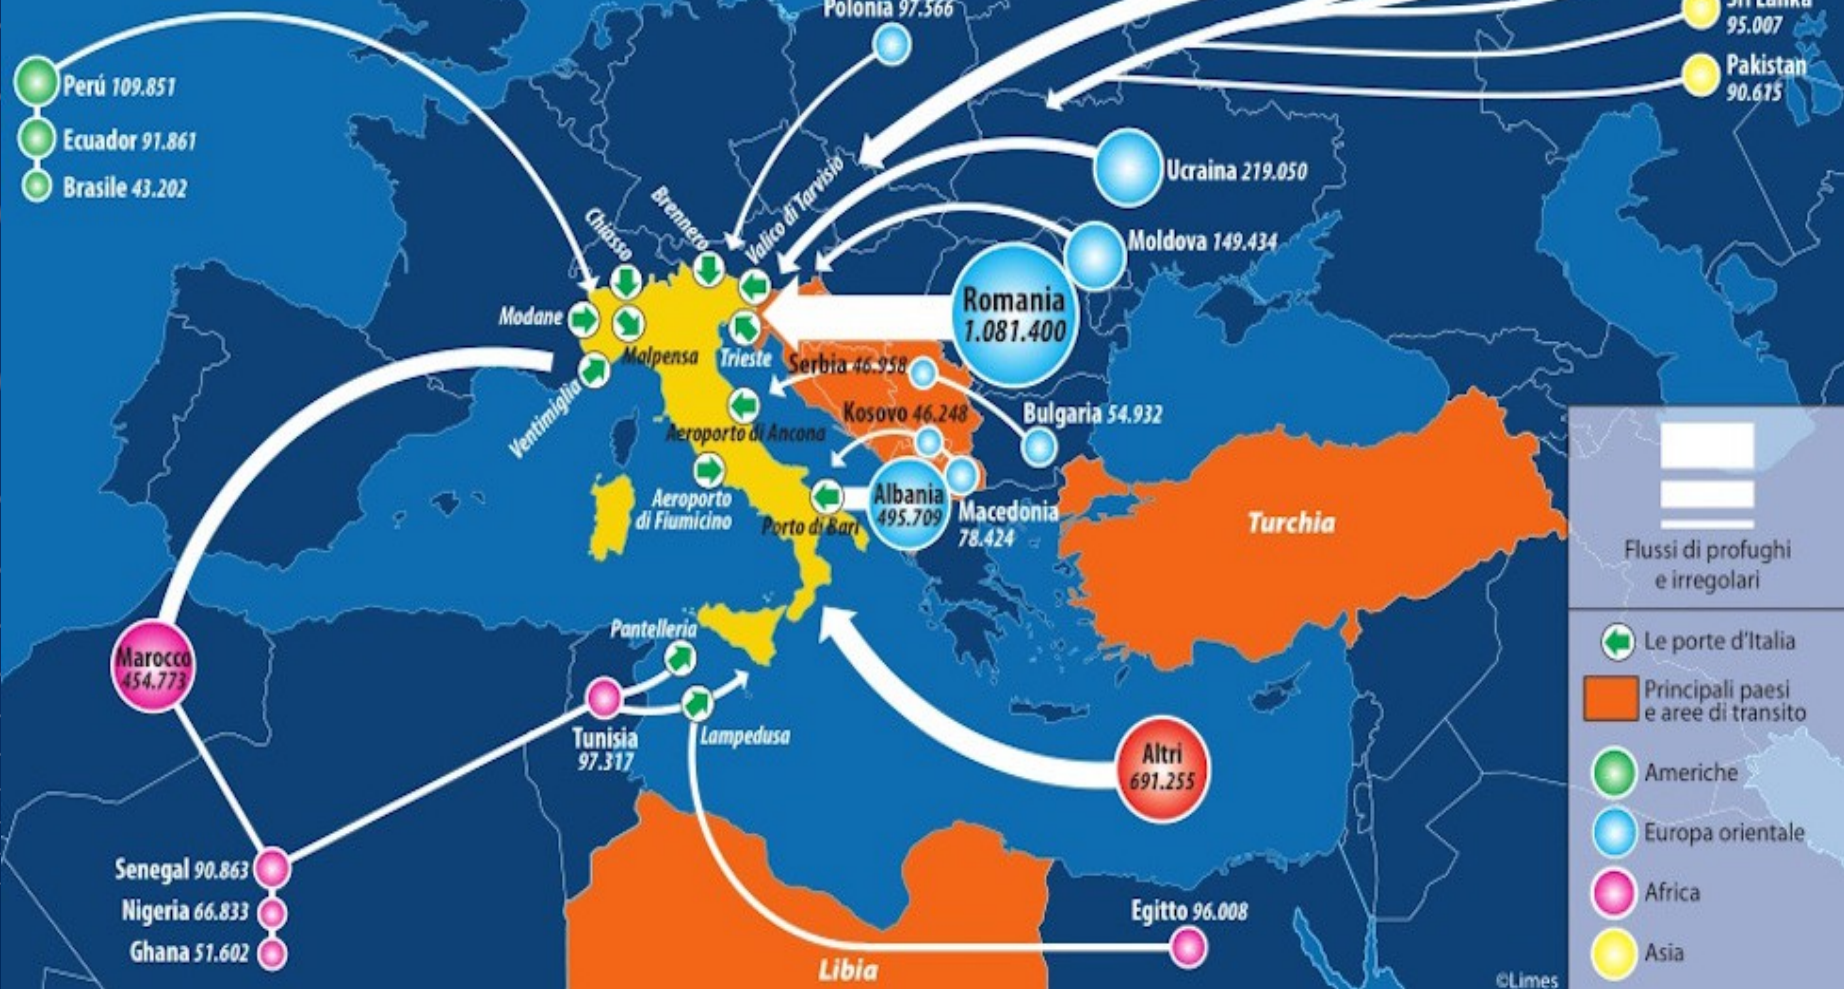 Polonia 97.566
Sri Lanka
95.007
Pakistan
90.615
Perú 109.851
Ecuador 91.861
Brasile 43.202
Ucraina 219.050
Moldova 149.434
Romania
1.081.400
Chiasso
Brennero
Valico di Tarvisio
Modane
Malpensa
Trieste
Ventimiglia
Serbia 46.958
Kosovo 46.248
Bulgaria 54.932
Aeroporto di Ancona
Aeroporto
di Fiumicino
Porto di Bari
Albania
495.709
Macedonia
78.424
Turchia
Marocco
454.773
Pantelleria
Lampedusa
Tunisia
97.317
Altri
691.255
Senegal 90.863
Nigeria 66.833
Ghana 51.602
Egitto 96.008
Libia
©Limes
Flussi di profughi
e irregolari
Le porte d'Italia
Principali paesi
e aree di transito
Americhe
Europa orientale
Africa
Asia